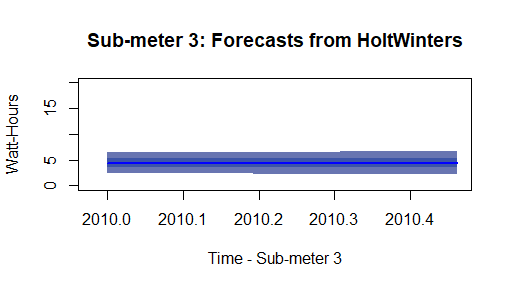 Sub-meter 3: Forecasts from HoltWinters
Watt-Hours
15
5
0
2010.0 2010.1 2010.2 2010.3 2010.4
Time - Sub-meter 3